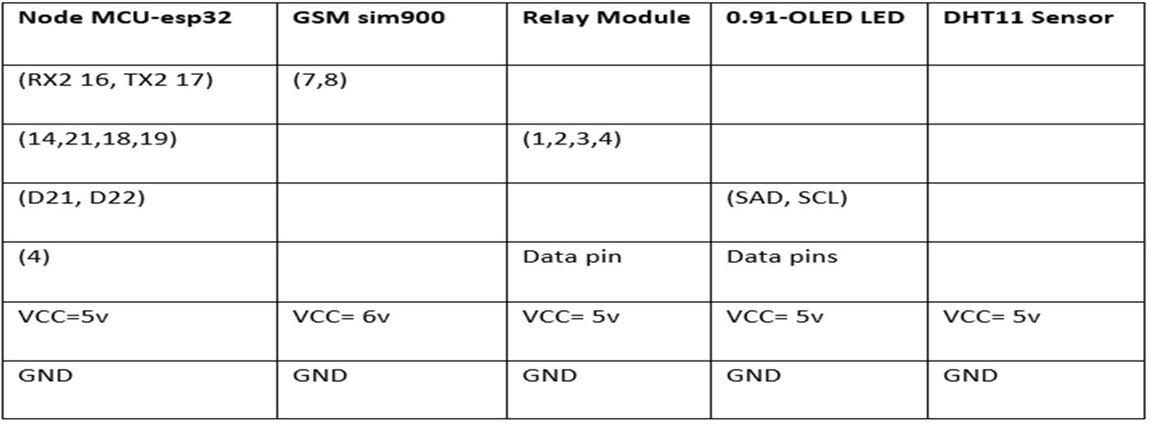 Node MCU-esp32 GSM sim900 Relay Module 0.91-OLED LED DHT11 Sensor
(RX2 16, TX2 17) (7,8)
(14,21,18,19) (1,2,3,4)
(D21, D22) (SAD, SCL)
(4) Data pin Data pins
VCC=5v VCC= 6v VCC= 5v VCC= 5v VCC= 5v
GND GND GND GND GND